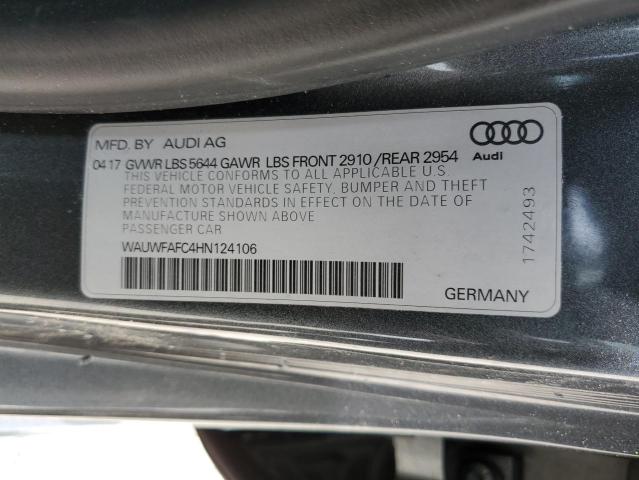 MFD. BY AUDI AG
04 17 GVWR LBS 5644 GAWR LBS FRONT 2910 /REAR 2954
THIS VEHICLE CONFORMS TO ALL APPLICABLE U.S.
FEDERAL MOTOR VEHICLE SAFETY, BUMPER AND THEFT
PREVENTION STANDARDS IN EFFECT ON THE DATE OF
MANUFACTURE SHOWN ABOVE
PASSENGER CAR
WAUWFAFC4HN124106
Audi
1742493
GERMANY